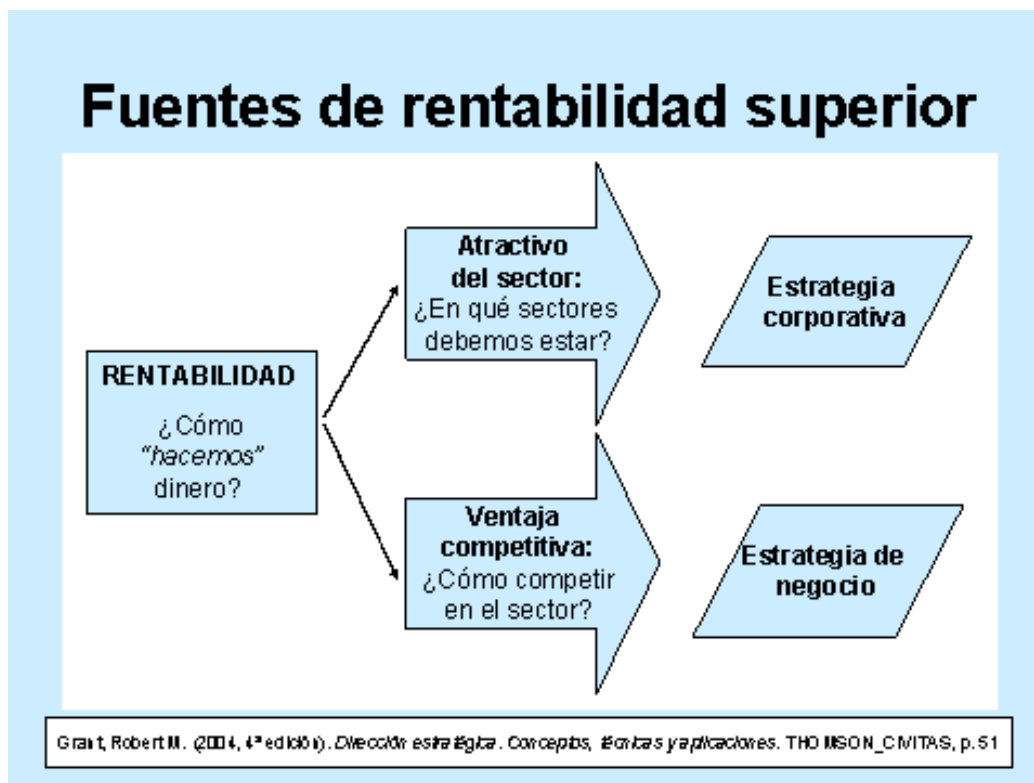 Fuentes de rentabilidad superior
Atractivo
del sector:
¿En qué sectores
debemos estar?
Estrategia
corporativa
RENTABILIDAD
¿Cómo
“hacemos”
dinero?
Ventaja
competitiva:
¿Cómo competir
en el sector?
Estrategia de
negocio
Grant, Robert M. (2004, 4ª edición). Dirección estratégica. Conceptos, técnicas y aplicaciones. THOMSON_CIVITAS, p.51